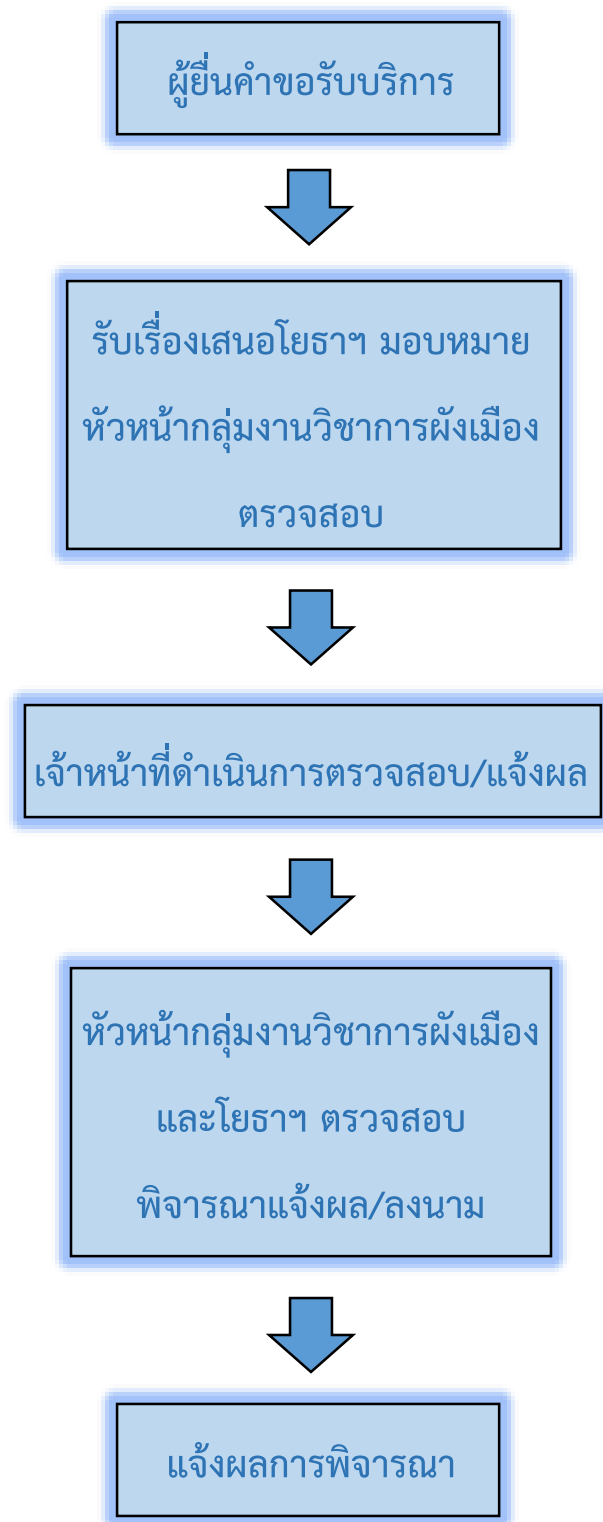 ผู้ยื่นคำขอรับบริการ
รับเรื่องเสนอโยธาฯ มอบหมาย
หัวหน้ากลุ่มงานวิชาการผังเมือง
ตรวจสอบ
เจ้าหน้าที่ดำเนินการตรวจสอบ/แจ้งผล
หัวหน้ากลุ่มงานวิชาการผังเมือง
และโยธาฯ ตรวจสอบ
พิจารณาแจ้งผล/ลงนาม
แจ้งผลการพิจารณา